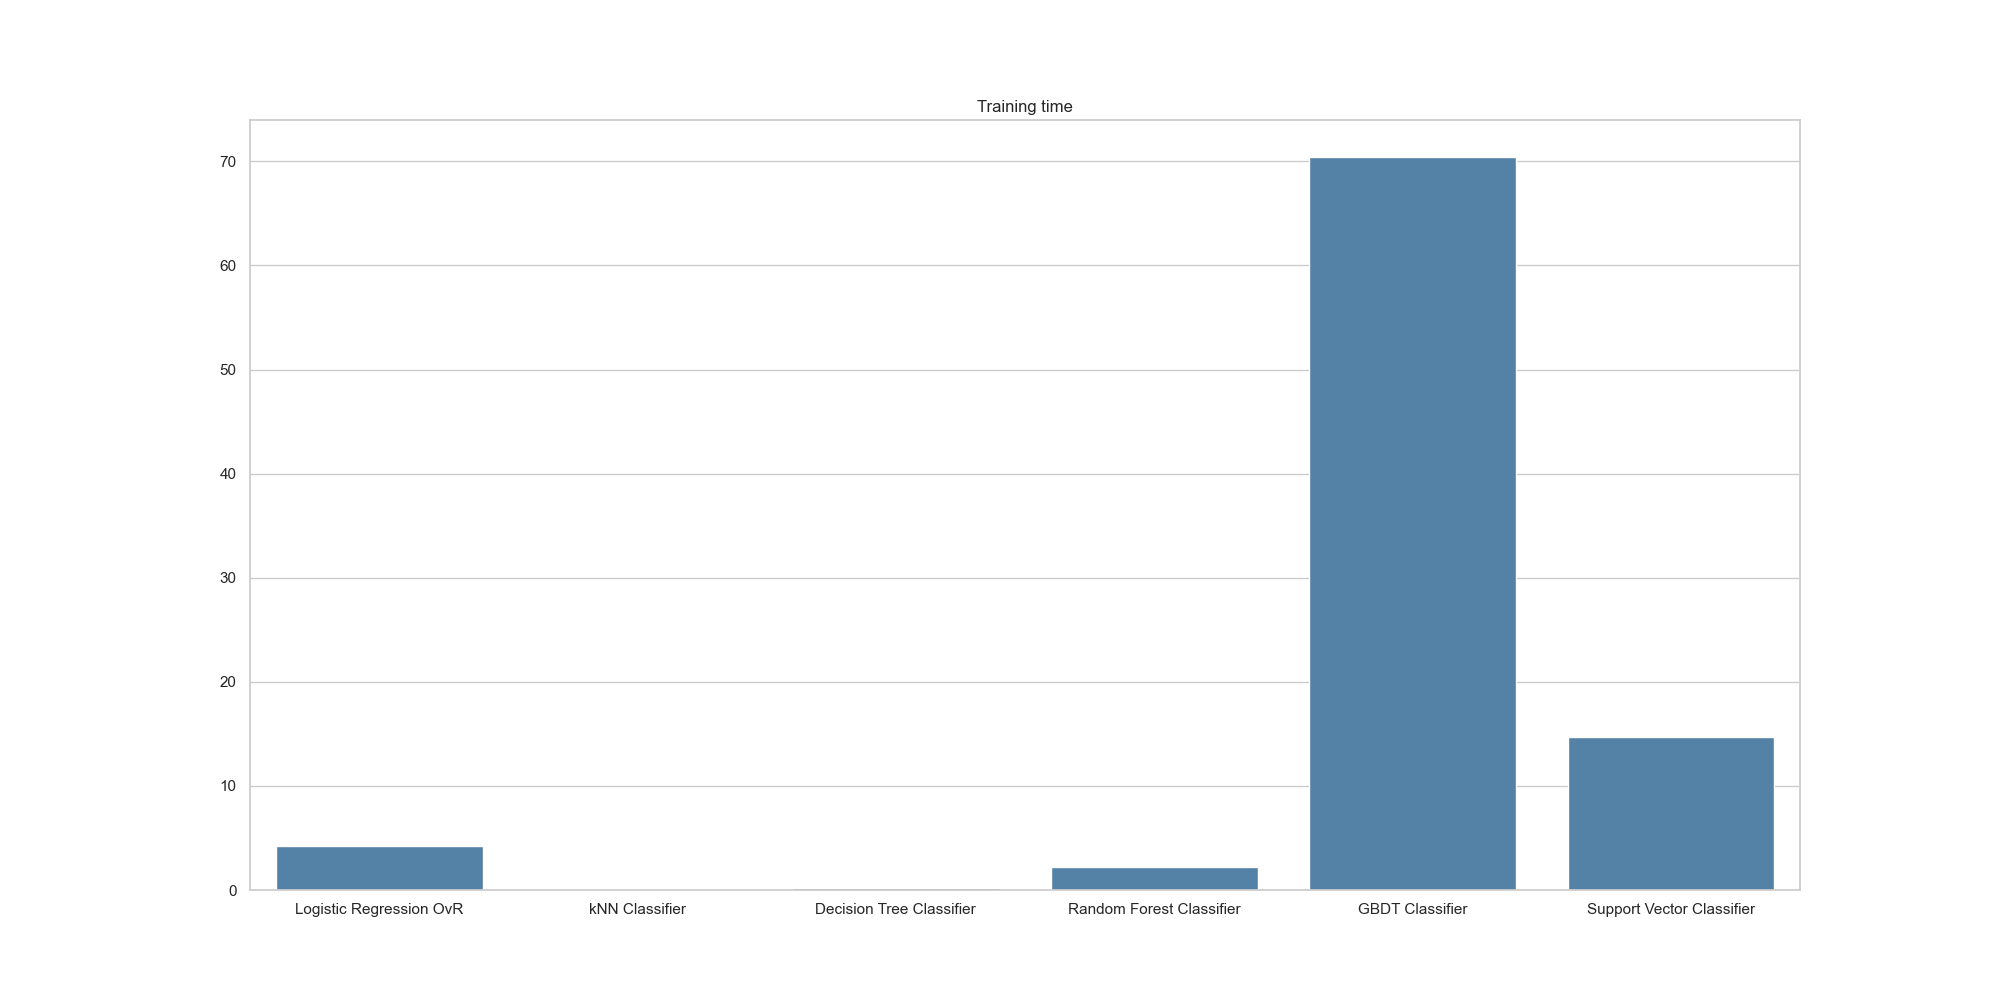 Training time
70
60
50
40
30
20
10
0
Logistic Regression OvR
kNN Classifier
Decision Tree Classifier
Random Forest Classifier
GBDT Classifier
Support Vector Classifier